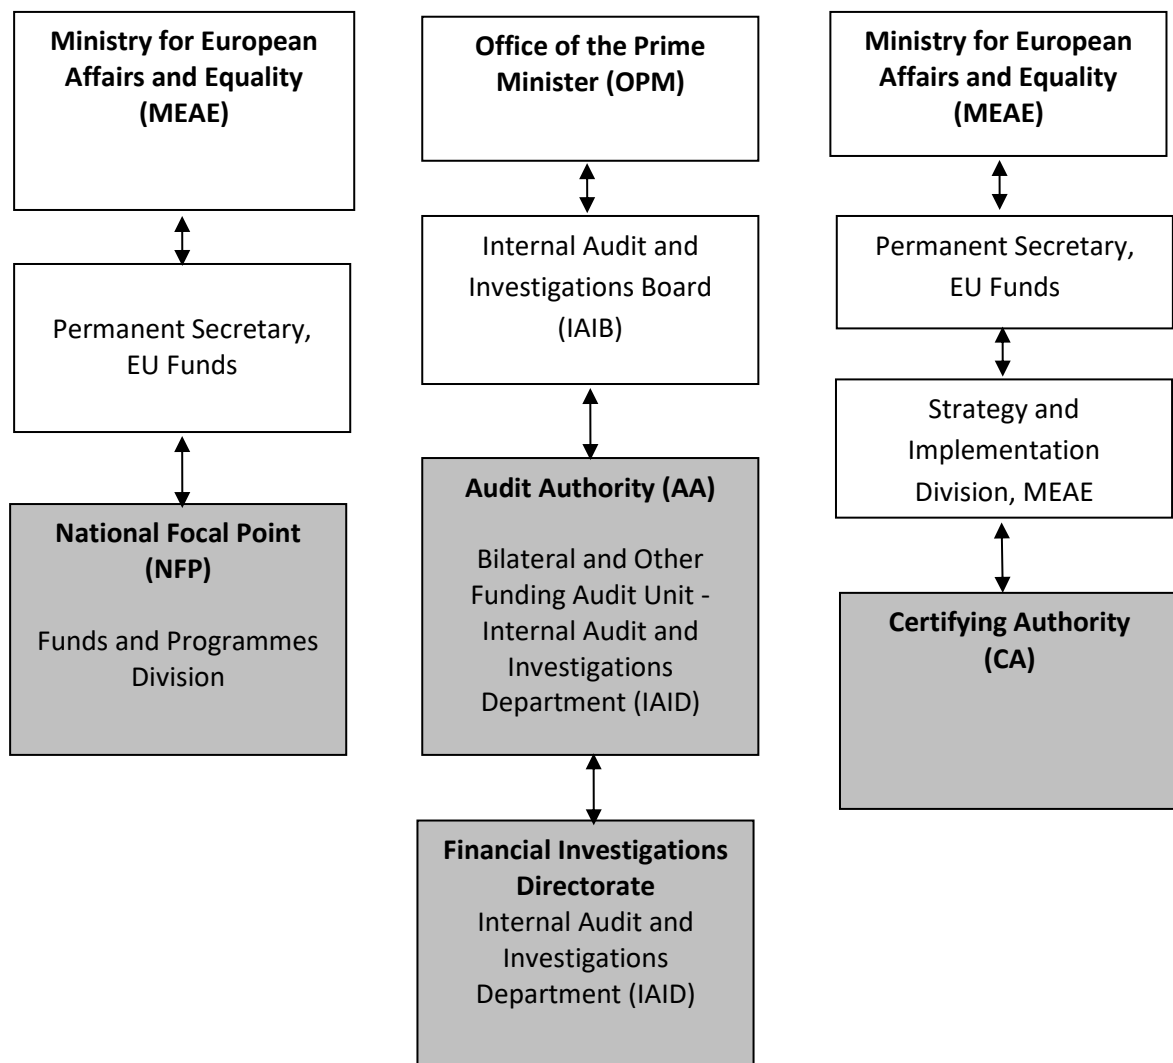 Ministry for European
Affairs and Equality
(MEAE)
Permanent Secretary,
EU Funds
National Focal Point
(NFP)
Funds and Programmes
Division
Office of the Prime
Minister (OPM)
Internal Audit and
Investigations Board
(IAIB)
Audit Authority (AA)
Bilateral and Other
Funding Audit Unit -
Internal Audit and
Investigations
Department (IAID)
Financial Investigations
Directorate
Internal Audit and
Investigations
Department (IAID)
Ministry for European
Affairs and Equality
(MEAE)
Permanent Secretary,
EU Funds
Strategy and
Implementation
Division, MEAE
Certifying Authority
(CA)